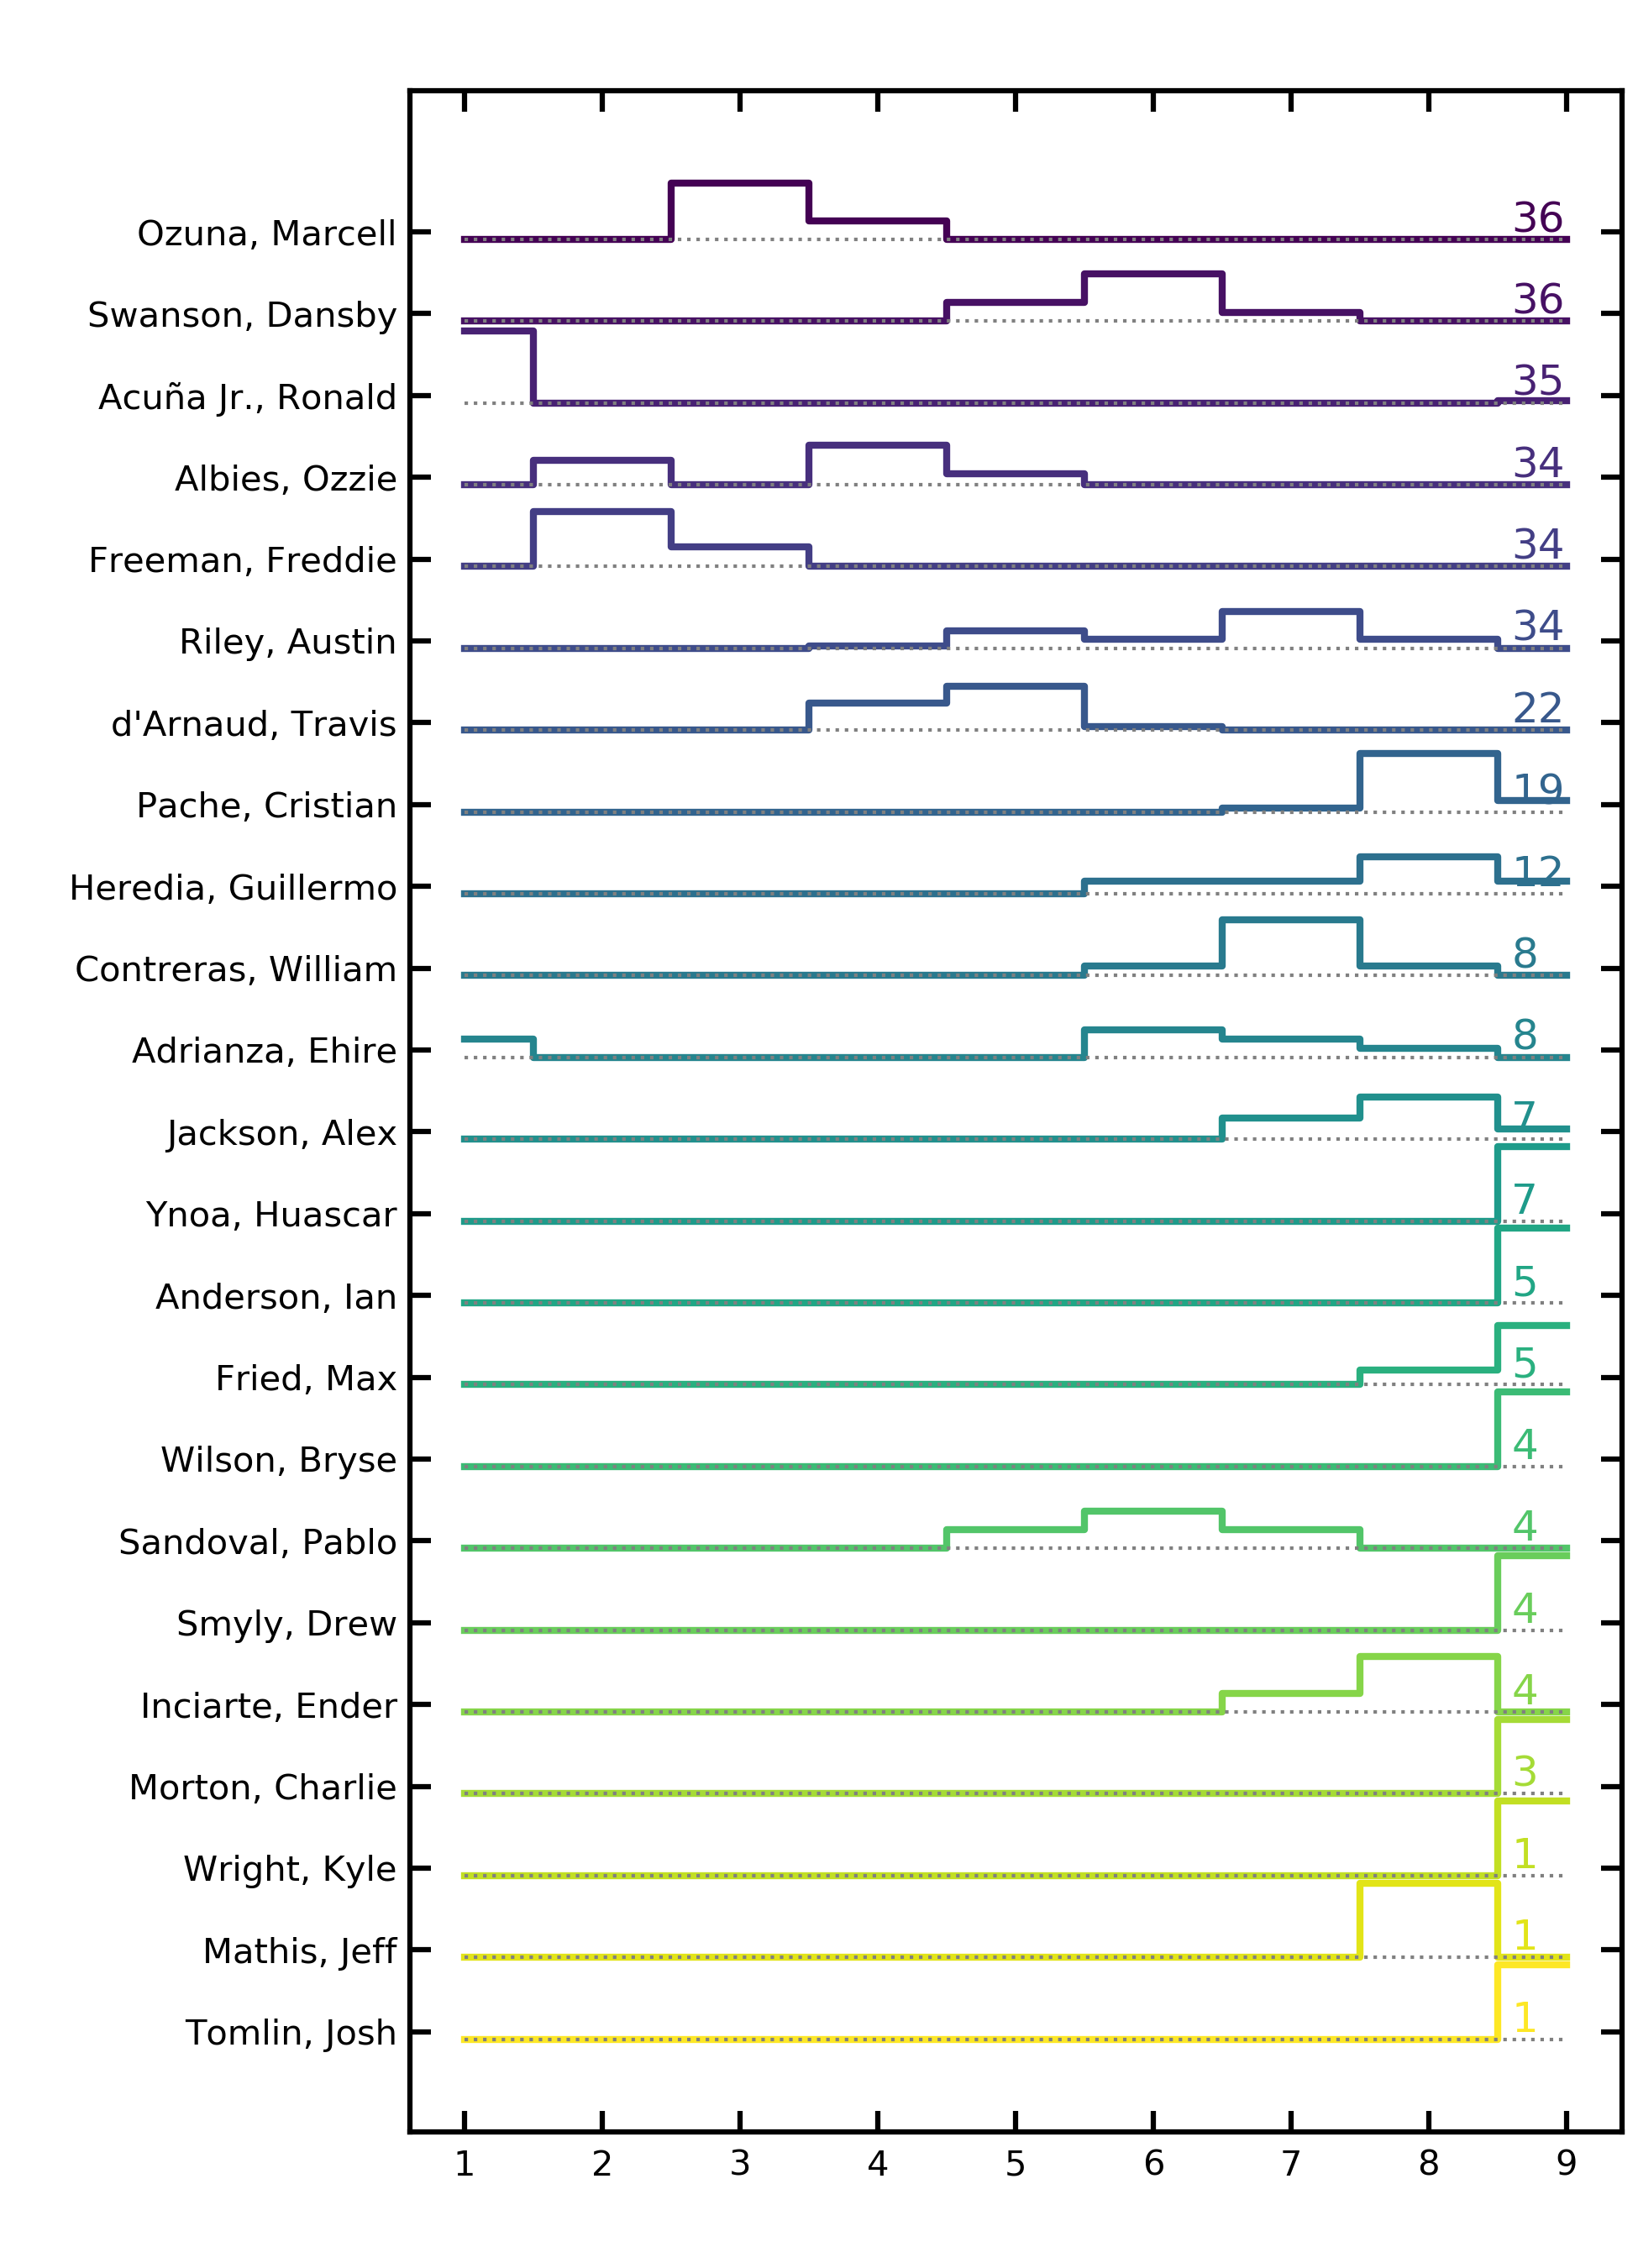 Ozuna, Marcell 36
Swanson, Dansby 36
Acuña Jr., Ronald 35
Albies, Ozzie 34
Freeman, Freddie 34
Riley, Austin 34
d'Arnaud, Travis 22
Pache, Cristian 19
Heredia, Guillermo 12
Contreras, William 8
Adrianza, Ehire 8
Jackson, Alex 7
Ynoa, Huascar 7
Anderson, Ian 5
Fried, Max 5
Wilson, Bryse 4
Sandoval, Pablo 4
Smyly, Drew 4
Inciarte, Ender 4
Morton, Charlie 3
Wright, Kyle 1
Mathis, Jeff 1
Tomlin, Josh 1
1 2 3 4 5 6 7 8 9